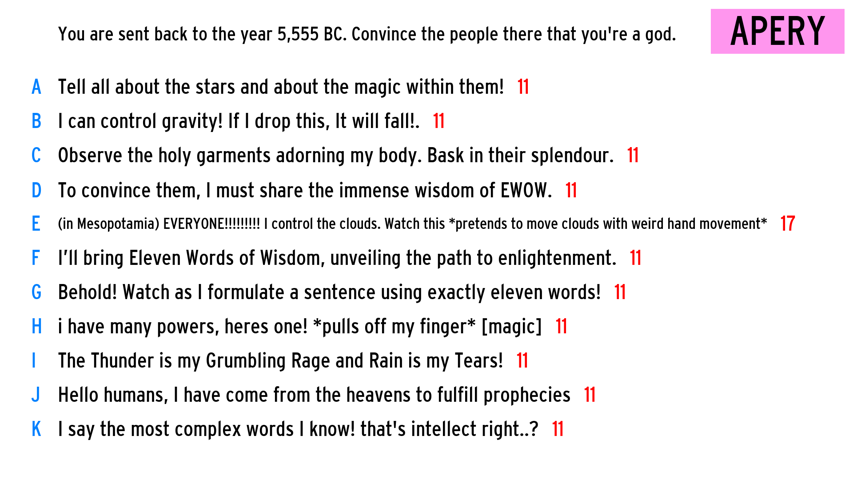 You are sent back to the year 5,555 BC. Convince the people there that you're a god.
APERY
A Tell all about the stars and about the magic within them! 11
B I can control gravity! If I drop this, It will fall!. 11
C Observe the holy garments adorning my body. Bask in their splendour. 11
D To convince them, I must share the immense wisdom of EWOW. 11
E (in Mesopotamia) EVERYONE!!!!!!!!! I control the clouds. Watch this *pretends to move clouds with weird hand movement* 17
F I'll bring Eleven Words of Wisdom, unveiling the path to enlightenment. 11
G Behold! Watch as I formulate a sentence using exactly eleven words! 11
H i have many powers, heres one! *pulls off my finger* [magic] 11
I The Thunder is my Grumbling Rage and Rain is my Tears! 11
J Hello humans, I have come from the heavens to fulfill prophecies 11
K I say the most complex words I know! that's intellect right..? 11